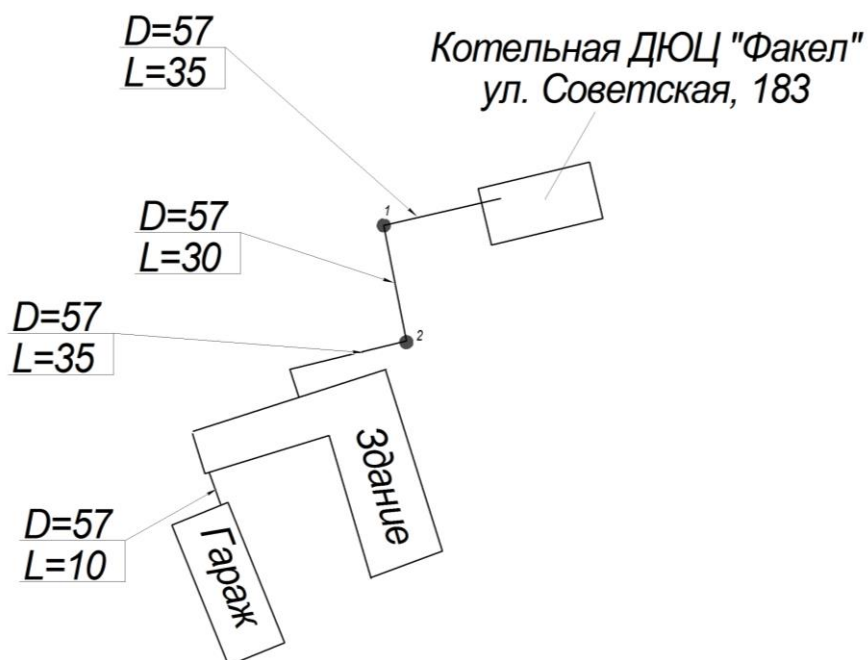 D=57
L=35
Котельная ДЮЦ "Факел"
ул. Советская, 183
1
D=57
L=30
D=57
L=35
2
Здание
D=57
L=10
Гараж